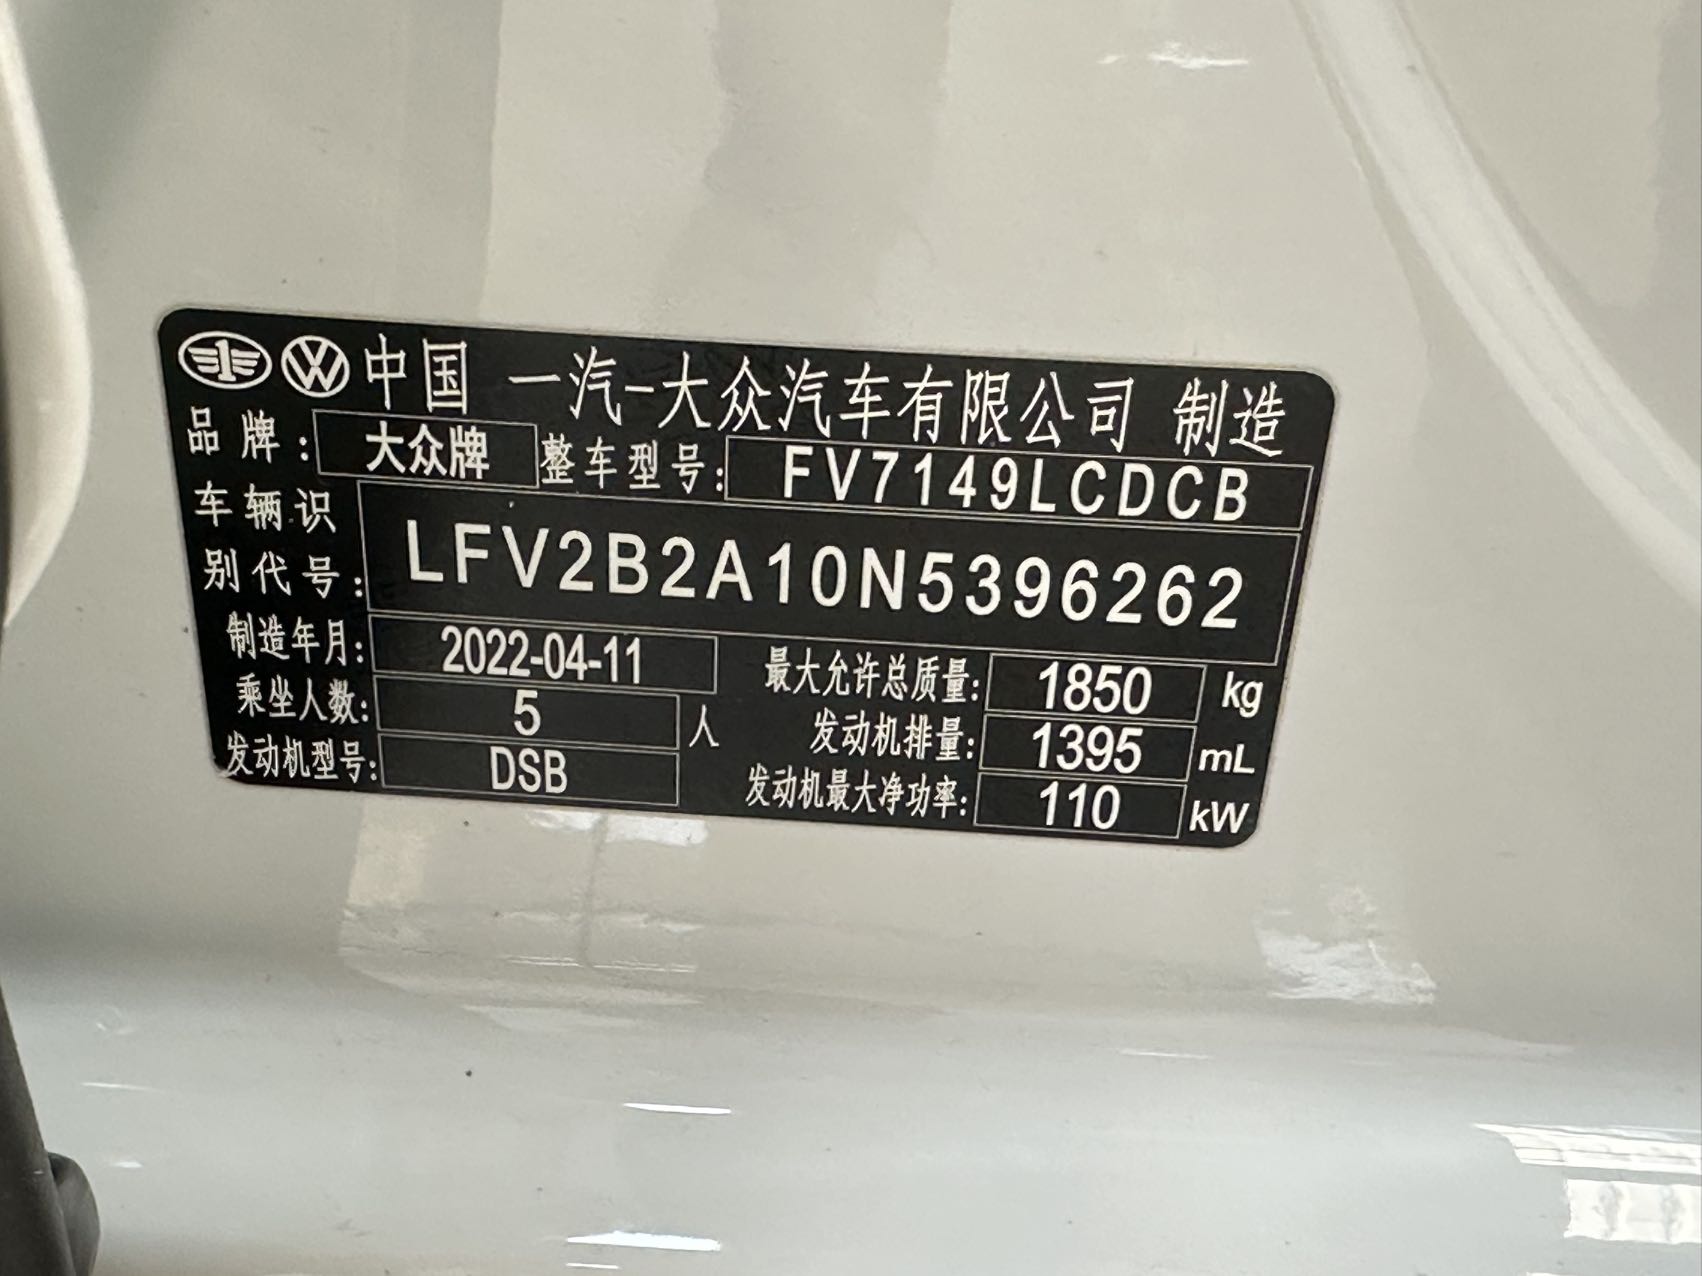 中国 一汽-大众汽车有限公司 制造
品牌: 大众牌 整车型号: FV7149LCDCB
车辆识别代号: LFV2B2A10N5396262
制造年月: 2022-04-11 最大允许总质量: 1850 kg
乘坐人数: 5 人 发动机排量: 1395 mL
发动机型号: DSB 发动机最大净功率: 110 kW